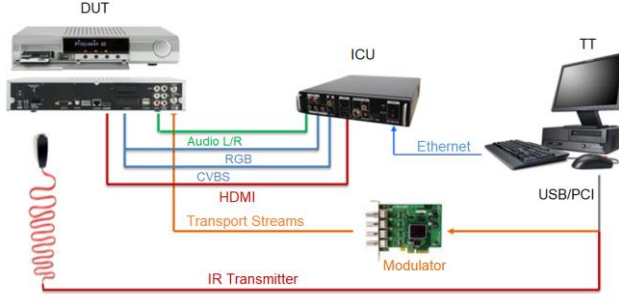 DUT
ICU
TT
Audio L/R
RGB
CVBS
HDMI
Ethernet
USB/PCI
Transport Streams
Modulator
IR Transmitter